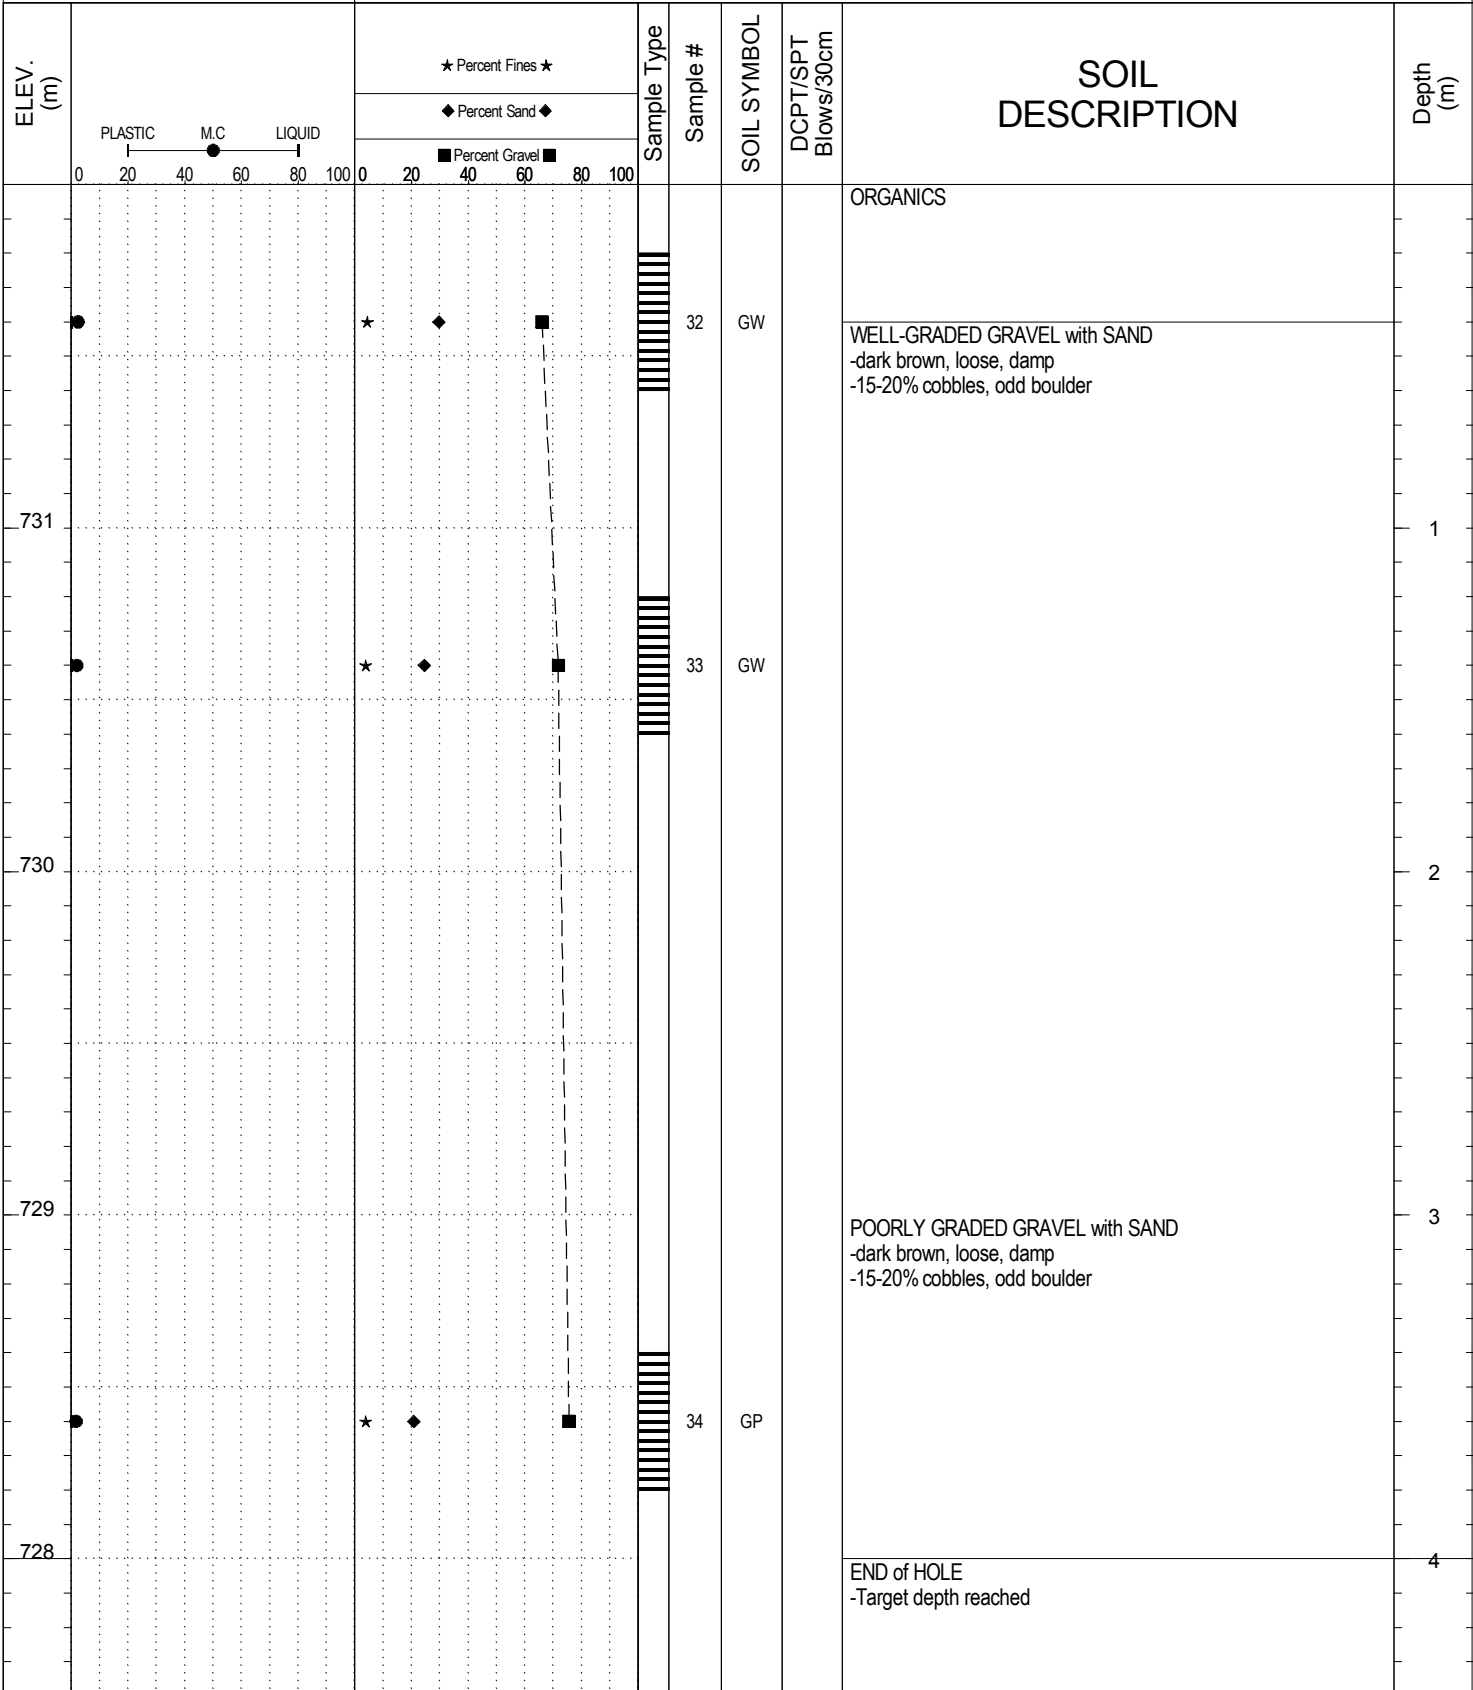 ELEV.
(m)
PLASTIC M.C LIQUID
0 20 40 60 80 100
★ Percent Fines ★
◆ Percent Sand ◆
■ Percent Gravel ■
0 20 40 60 80 100
Sample Type
Sample #
SOIL SYMBOL
DCPT/SPT
Blows/30cm
SOIL
DESCRIPTION
Depth
(m)
ORGANICS
32 GW
WELL-GRADED GRAVEL with SAND
-dark brown, loose, damp
-15-20% cobbles, odd boulder
731 1
33 GW
730 2
729 3
POORLY GRADED GRAVEL with SAND
-dark brown, loose, damp
-15-20% cobbles, odd boulder
34 GP
728 4
END of HOLE
-Target depth reached